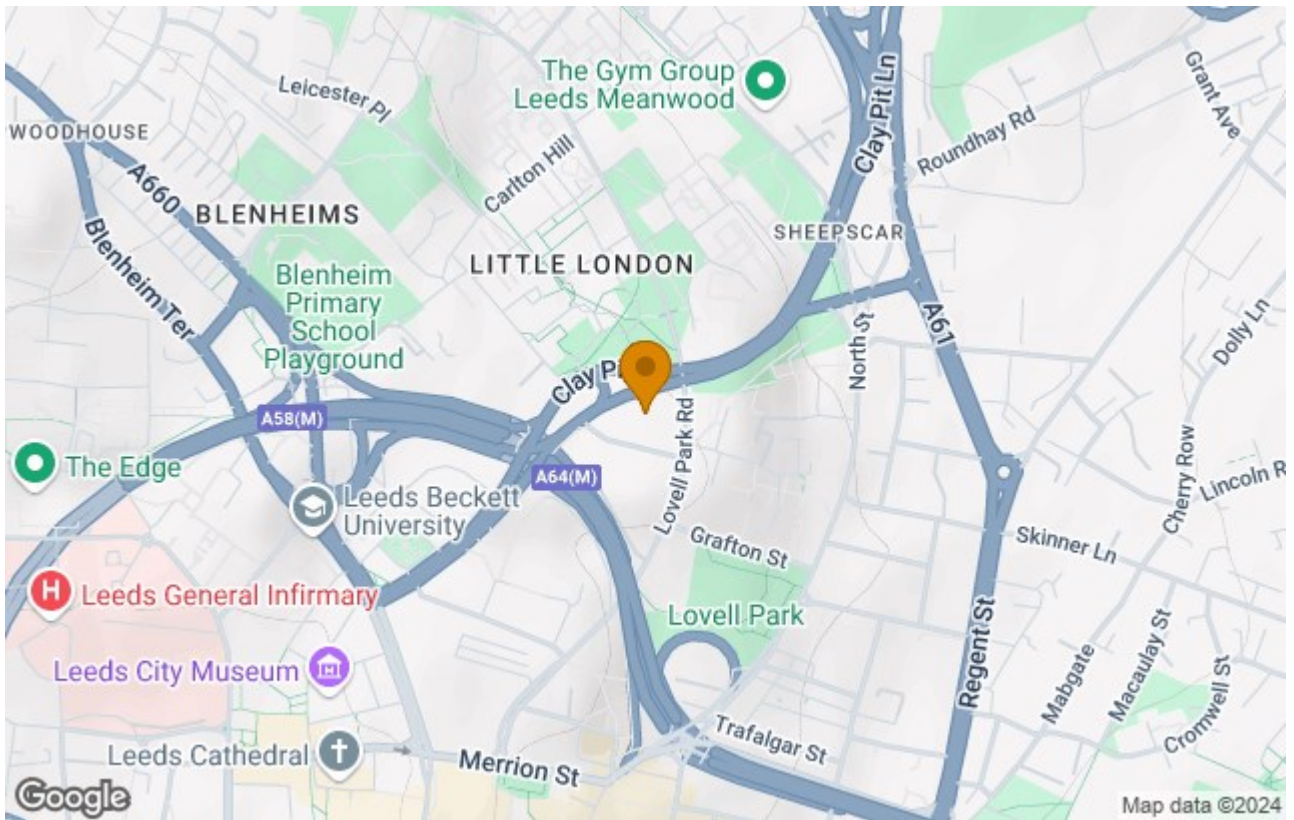 The Gym Group
Leeds Meanwood
Leicester Pl
Clay Pit Ln
Grant Ave
WOODHOUSE
Roundhay Rd
Carlton Hill
A660
BLENHEIMS
SHEEPSCAR
Blenheim Ter
LITTLE LONDON
Blenheim
Primary
School
Playground
A61
North St
Dolly Ln
Clay Pi
A58(M)
Lovell Park Rd
The Edge
A64(M)
Cherry Row
Lincoln R
Leeds Beckett
University
Grafton St
Skinner Ln
Leeds General Infirmary
H
Lovell Park
Regent St
Mabgate
Macaulay St
Cromwell St
Leeds City Museum
Trafalgar St
Leeds Cathedral
Merrion St
Google
Map data ©2024